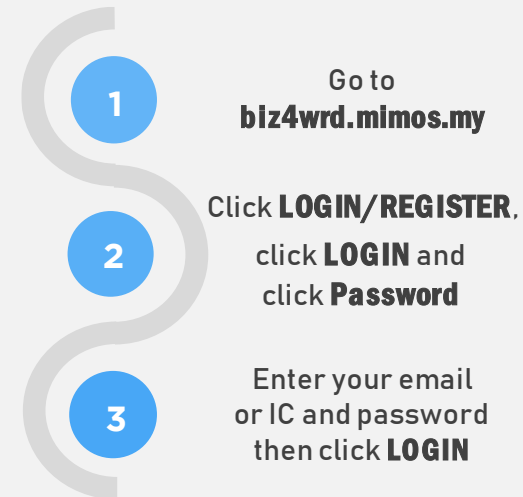 1
Go to
biz4wrd.mimos.my
2
Click LOGIN/REGISTER,
click LOGIN and
click Password
3
Enter your email
or IC and password
then click LOGIN